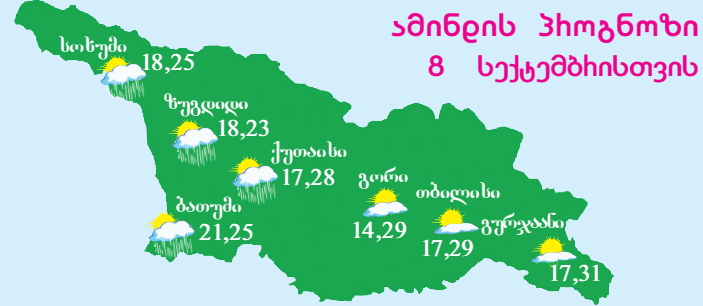 ამინდის პროგნოზი
8 სექტემბრისთვის
სოხუმი
18,25
ზუგდიდი
18,23
ქუთაისი
17,28
გორი
14,29
თბილისი
17,29
გურჯაანი
17,31
ბათუმი
21,25